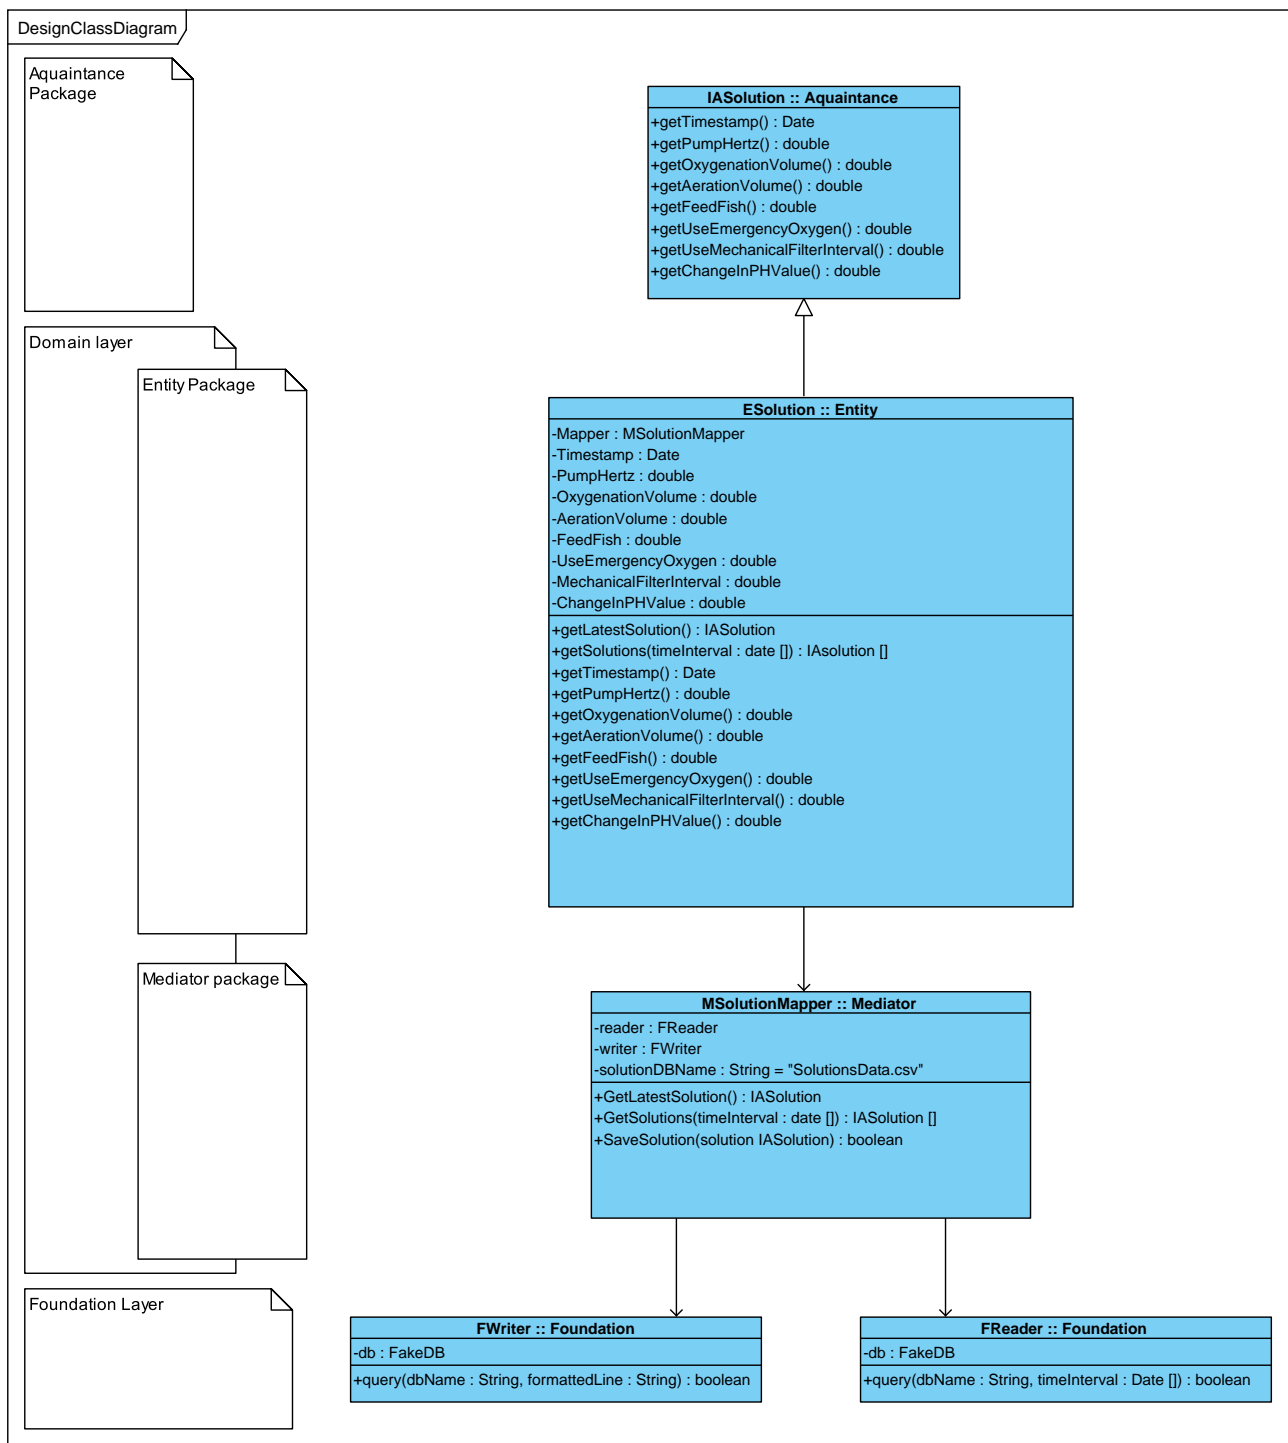 DesignClassDiagram
Aquaintance
Package
IASolution :: Aquaintance
+getTimestamp() : Date
+getPumpHertz() : double
+getOxygenationVolume() : double
+getAerationVolume() : double
+getFeedFish() : double
+getUseEmergencyOxygen() : double
+getUseMechanicalFilterInterval() : double
+getChangeInPHValue() : double
Domain layer
Entity Package
ESolution :: Entity
-Mapper : MSolutionMapper
-Timestamp : Date
-PumpHertz : double
-OxygenationVolume : double
-AerationVolume : double
-FeedFish : double
-UseEmergencyOxygen : double
-MechanicalFilterInterval : double
-ChangeInPHValue : double
+getLatestSolution() : IASolution
+getSolutions(timeInterval : date []) : IAsolution []
+getTimestamp() : Date
+getPumpHertz() : double
+getOxygenationVolume() : double
+getAerationVolume() : double
+getFeedFish() : double
+getUseEmergencyOxygen() : double
+getUseMechanicalFilterInterval() : double
+getChangeInPHValue() : double
Mediator package
MSolutionMapper :: Mediator
-reader : FReader
-writer : FWriter
-solutionDBName : String = "SolutionsData.csv"
+GetLatestSolution() : IASolution
+GetSolutions(timeInterval : date []) : IASolution []
+SaveSolution(solution IASolution) : boolean
Foundation Layer
FWriter :: Foundation
-db : FakeDB
+query(dbName : String, formattedLine : String) : boolean
FReader :: Foundation
-db : FakeDB
+query(dbName : String, timeInterval : Date []) : boolean